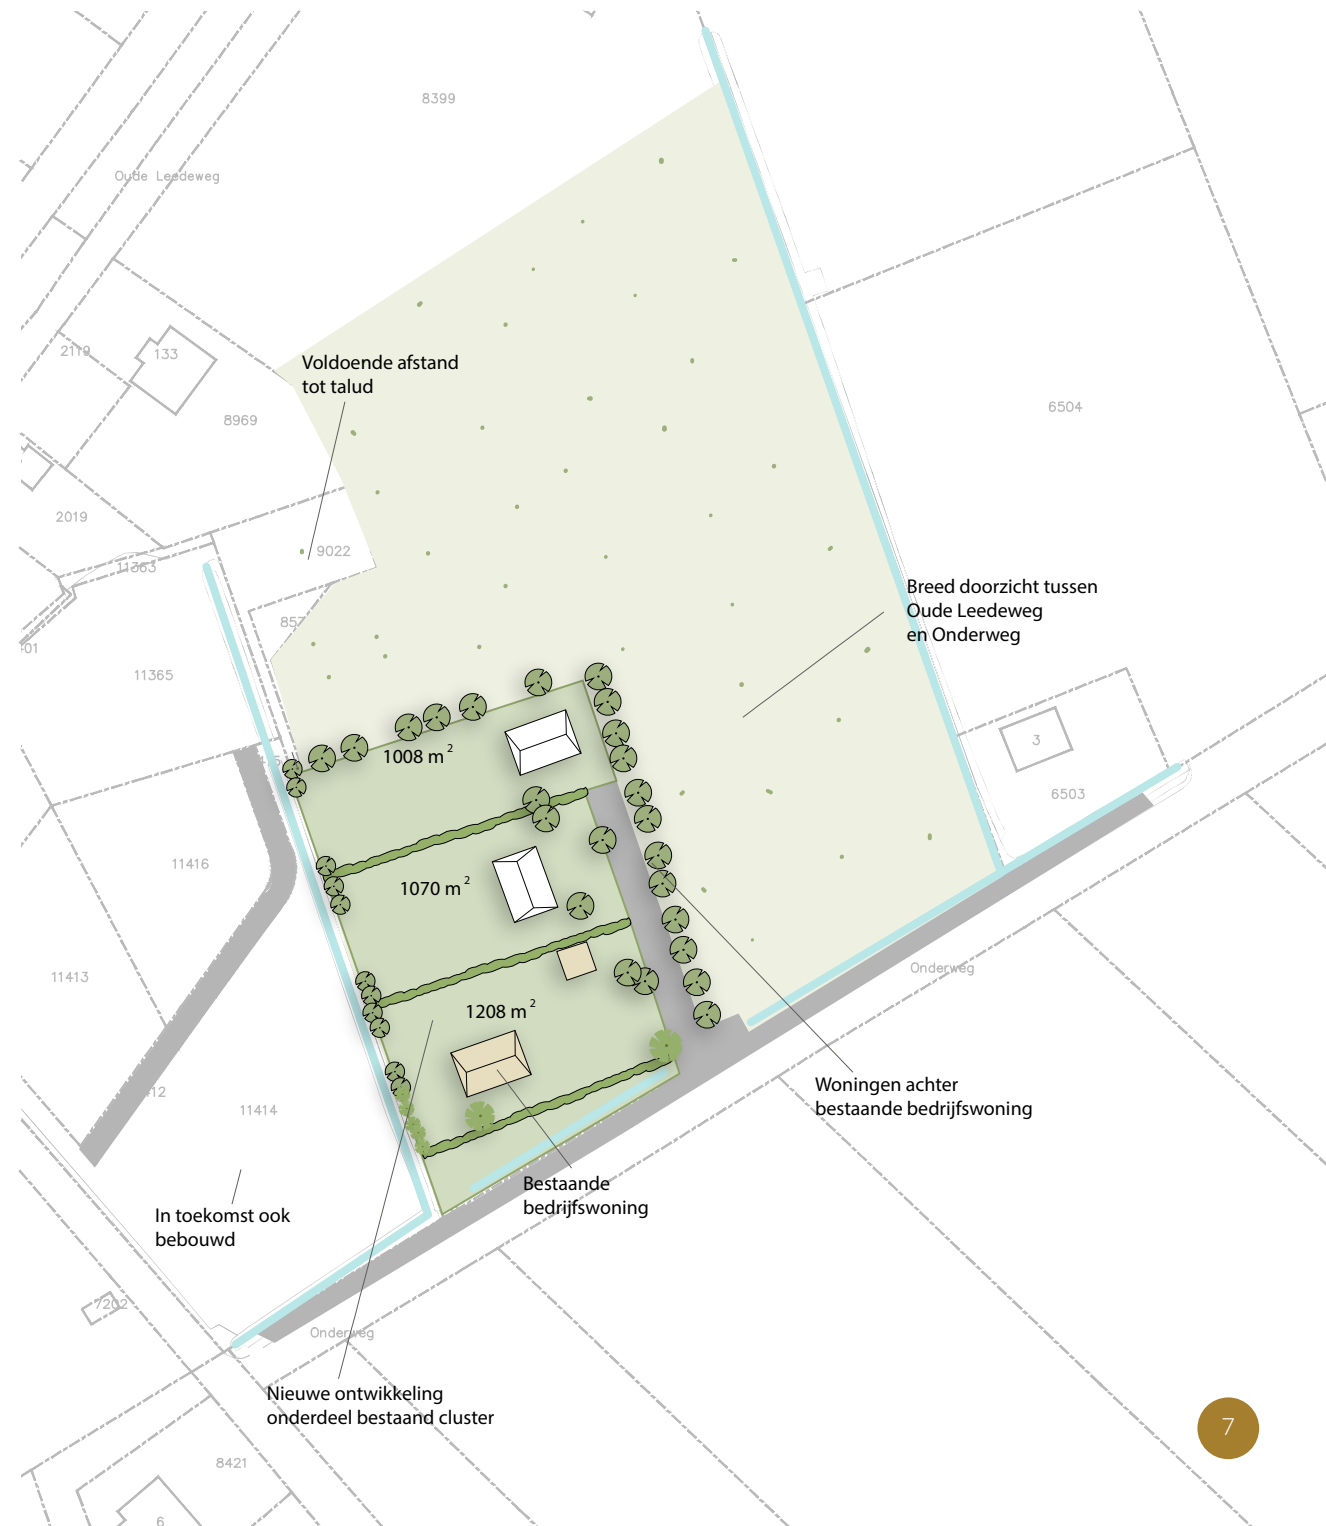 8399
Oude Leedeweg
2119
133
Voldoende afstand
tot talud
8969
6504
2019
9022
11363
857
Breed doorzicht tussen
Oude Leedeweg
en Onderweg
11365
1008 m²
3
6503
11416
1070 m²
11413
Onderweg
1208 m²
11414
Woningen achter
bestaande bedrijfswoning
Bestaande
bedrijfswoning
In toekomst ook
bebouwd
7202
Onderweg
Nieuwe ontwikkeling
onderdeel bestaand cluster
7
8421
6